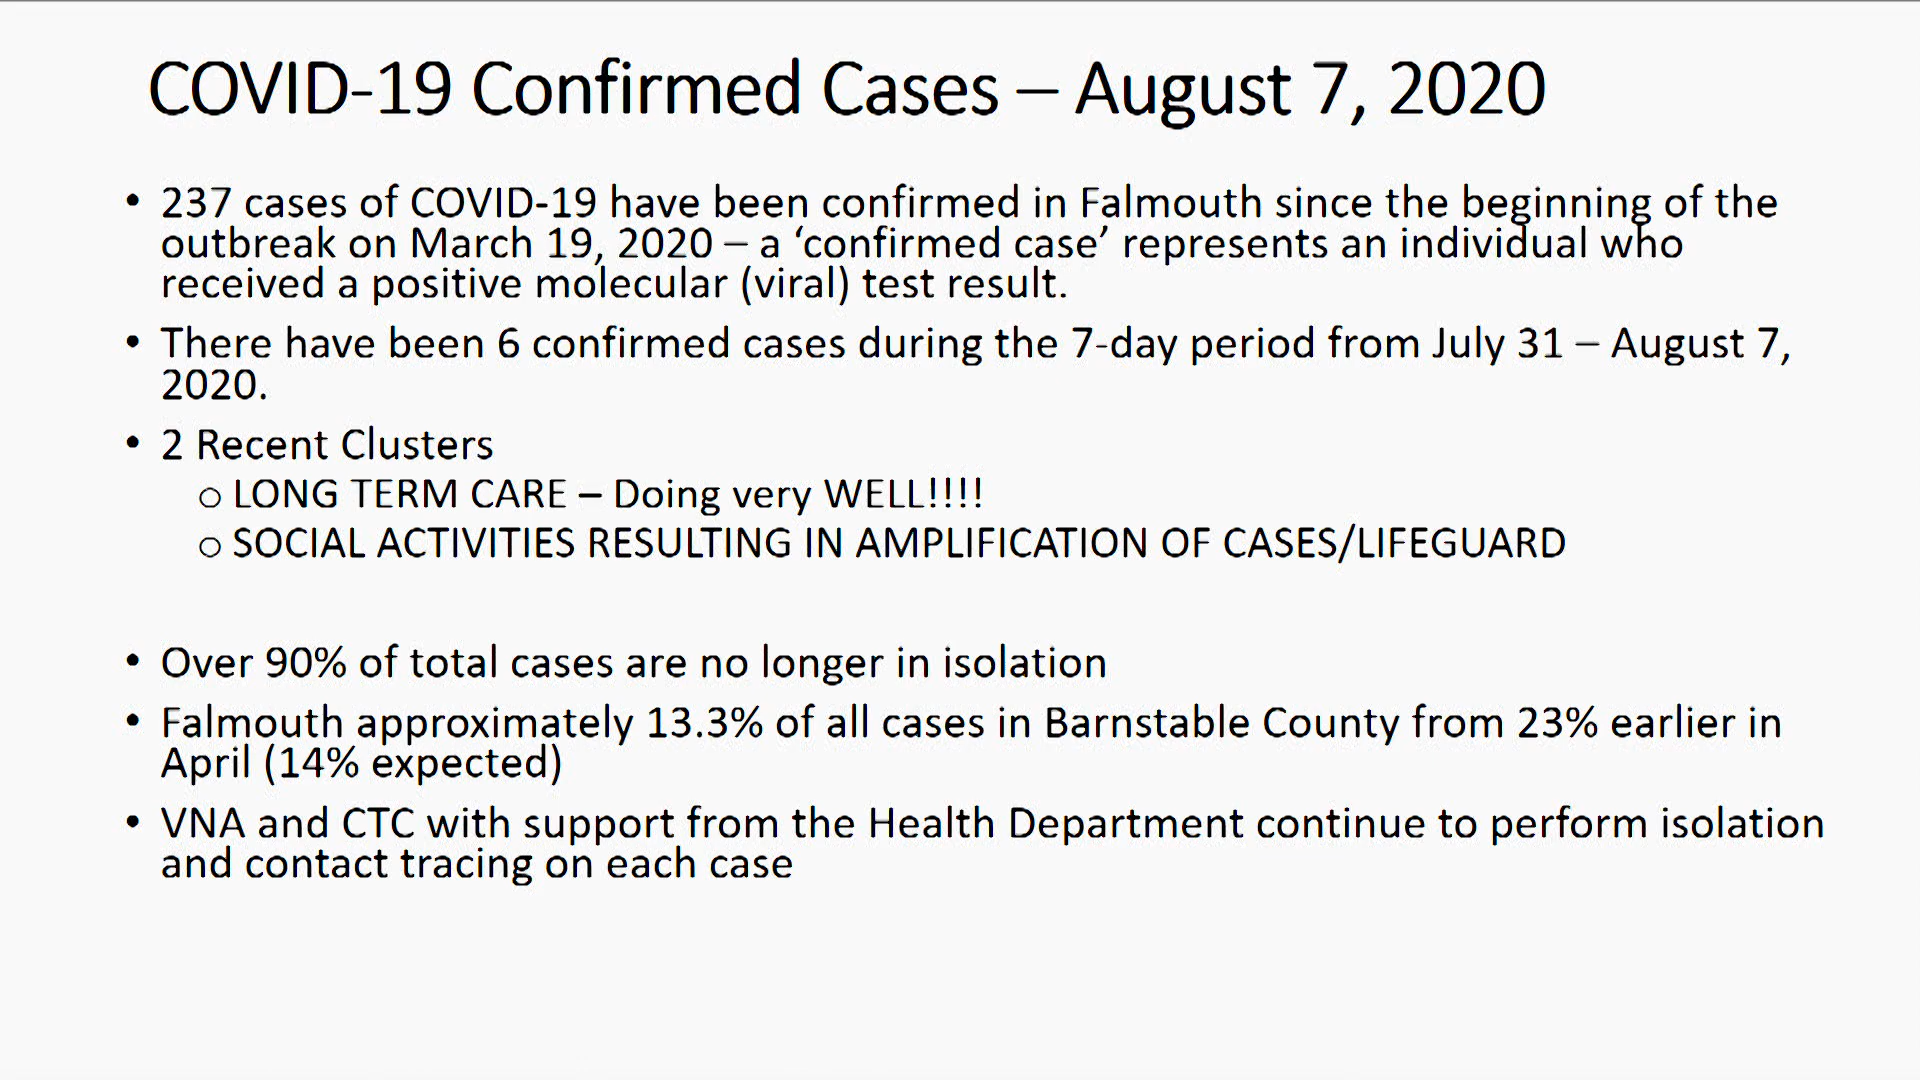 COVID-19 Confirmed Cases – August 7, 2020
• 237 cases of COVID-19 have been confirmed in Falmouth since the beginning of the
outbreak on March 19, 2020 – a ‘confirmed case’ represents an individual who
received a positive molecular (viral) test result.
• There have been 6 confirmed cases during the 7-day period from July 31 – August 7,
2020.
• 2 Recent Clusters
o LONG TERM CARE – Doing very WELL!!!!
o SOCIAL ACTIVITIES RESULTING IN AMPLIFICATION OF CASES/LIFEGUARD
• Over 90% of total cases are no longer in isolation
• Falmouth approximately 13.3% of all cases in Barnstable County from 23% earlier in
April (14% expected)
• VNA and CTC with support from the Health Department continue to perform isolation
and contact tracing on each case